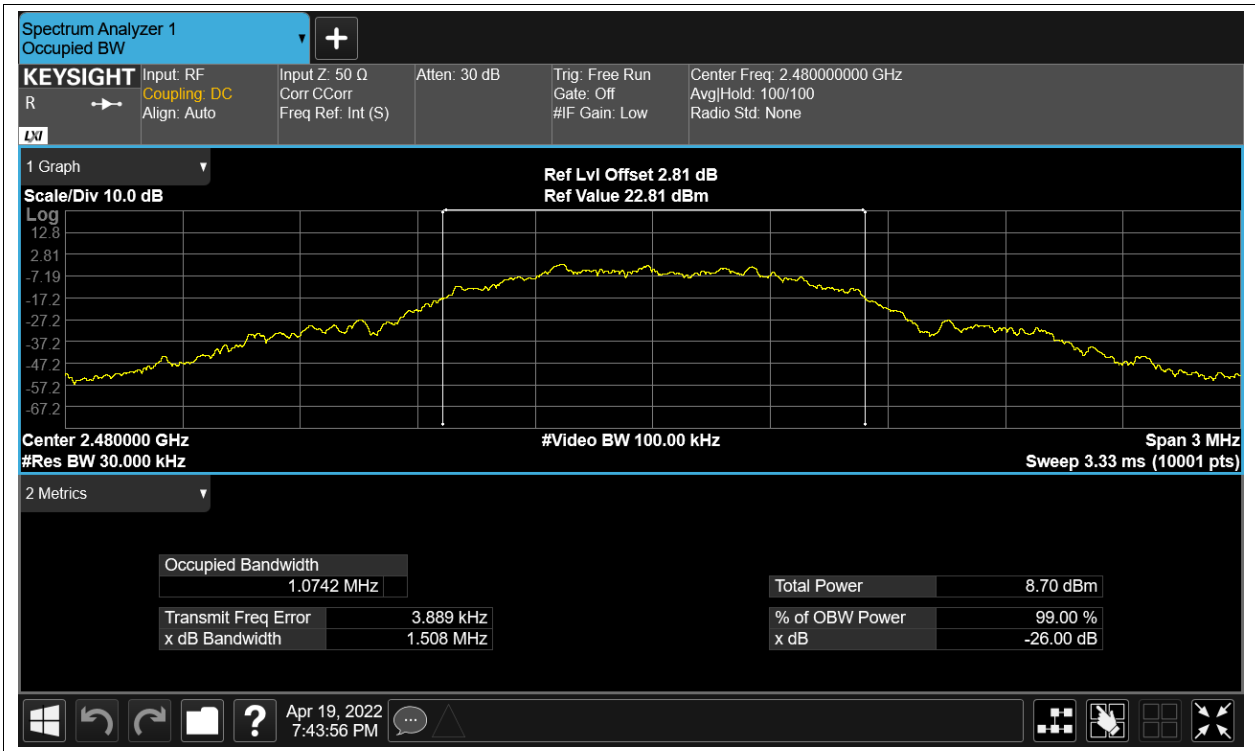 Spectrum Analyzer 1
Occupied BW
KEYSIGHT
R
LXI
Input: RF
Coupling: DC
Align: Auto
Input Z: 50 Ω
Corr CCorr
Freq Ref: Int (S)
Atten: 30 dB
Trig: Free Run
Gate: Off
#IF Gain: Low
Center Freq: 2.480000000 GHz
Avg|Hold: 100/100
Radio Std: None
1 Graph
Scale/Div 10.0 dB
Ref Lvl Offset 2.81 dB
Ref Value 22.81 dBm
Log
12.8
2.81
-7.19
-17.2
-27.2
-37.2
-47.2
-57.2
-67.2
Center 2.480000 GHz
#Res BW 30.000 kHz
#Video BW 100.00 kHz
Span 3 MHz
Sweep 3.33 ms (10001 pts)
2 Metrics
Occupied Bandwidth
1.0742 MHz
Transmit Freq Error 3.889 kHz
x dB Bandwidth 1.508 MHz
Total Power 8.70 dBm
% of OBW Power 99.00 %
x dB -26.00 dB
?
Apr 19, 2022
7:43:56 PM